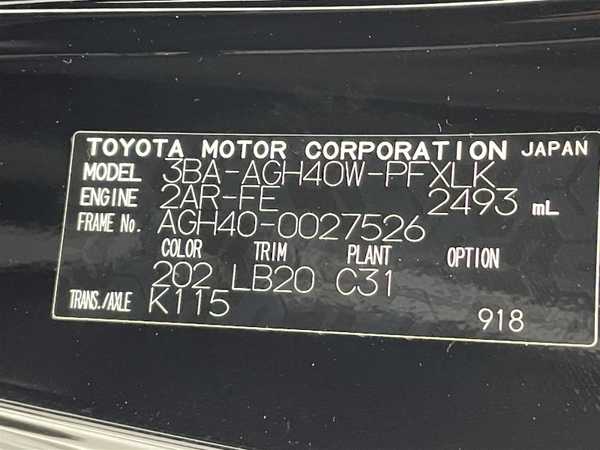 TOYOTA MOTOR CORPORATION JAPAN
MODEL 3BA-AGH40W-PFXLK
ENGINE 2AR-FE 2493 mL
FRAME No. AGH40-0027526
COLOR TRIM PLANT OPTION
202 LB20 C31
TRANS./AXLE K115
918